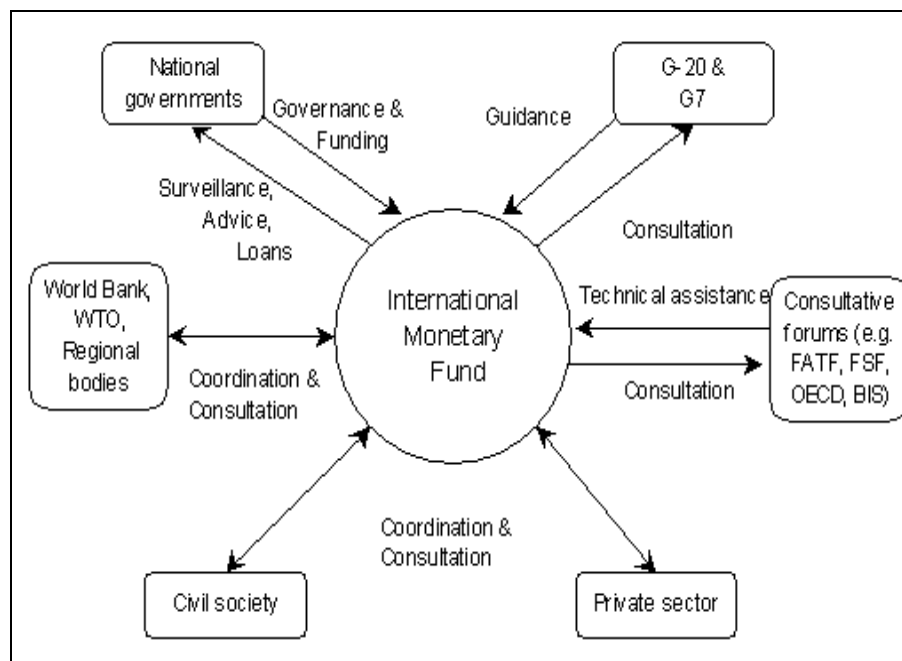 National
governments
G-20 &
G7
Governance &
Funding
Guidance
Surveillance,
Advice,
Loans
Consultation
World Bank,
WTO,
Regional
bodies
International
Monetary
Fund
Technical assistance
Consultative
forums (e.g.
FATF, FSF,
OECD, BIS)
Coordination &
Consultation
Consultation
Coordination &
Consultation
Civil society
Private sector